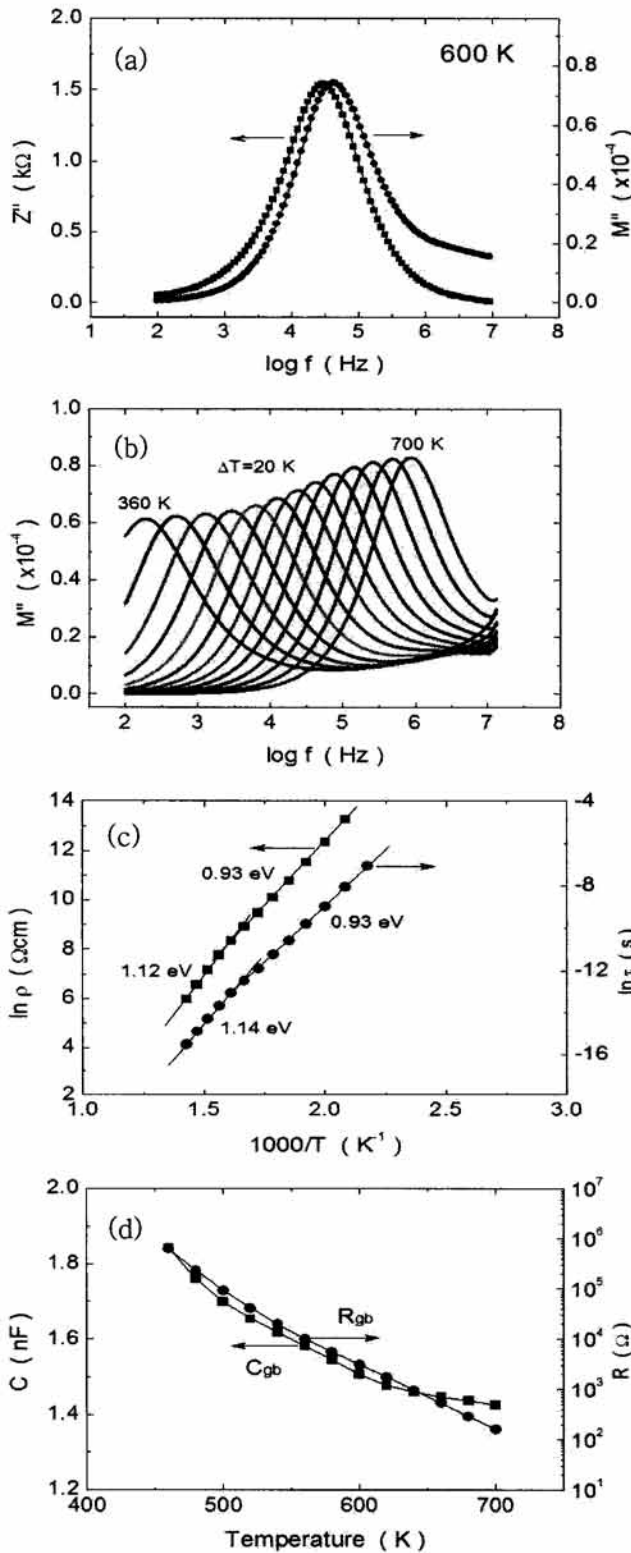 (a)
600 K
2.0
1.5
1.0
0.5
0.0
Z" (kΩ)
0.8
0.6
0.4
0.2
0.0
M" (x10⁻⁴)
1 2 3 4 5 6 7 8
log f (Hz)
(b)
360 K
ΔT=20 K
700 K
1.0
0.8
0.6
0.4
0.2
0.0
M" (x10⁻⁴)
2 3 4 5 6 7 8
log f (Hz)
(c)
0.93 eV
1.12 eV
0.93 eV
1.14 eV
14
12
10
8
6
4
2
ln ρ (Ωcm)
-4
-8
-12
-16
ln τ (s)
1.0 1.5 2.0 2.5 3.0
1000/T (K⁻¹)
(d)
Rgb
Cgb
2.0
1.8
1.6
1.4
1.2
C (nF)
10⁷
10⁶
10⁵
10⁴
10³
10²
10¹
R (Ω)
400 500 600 700
Temperature (K)